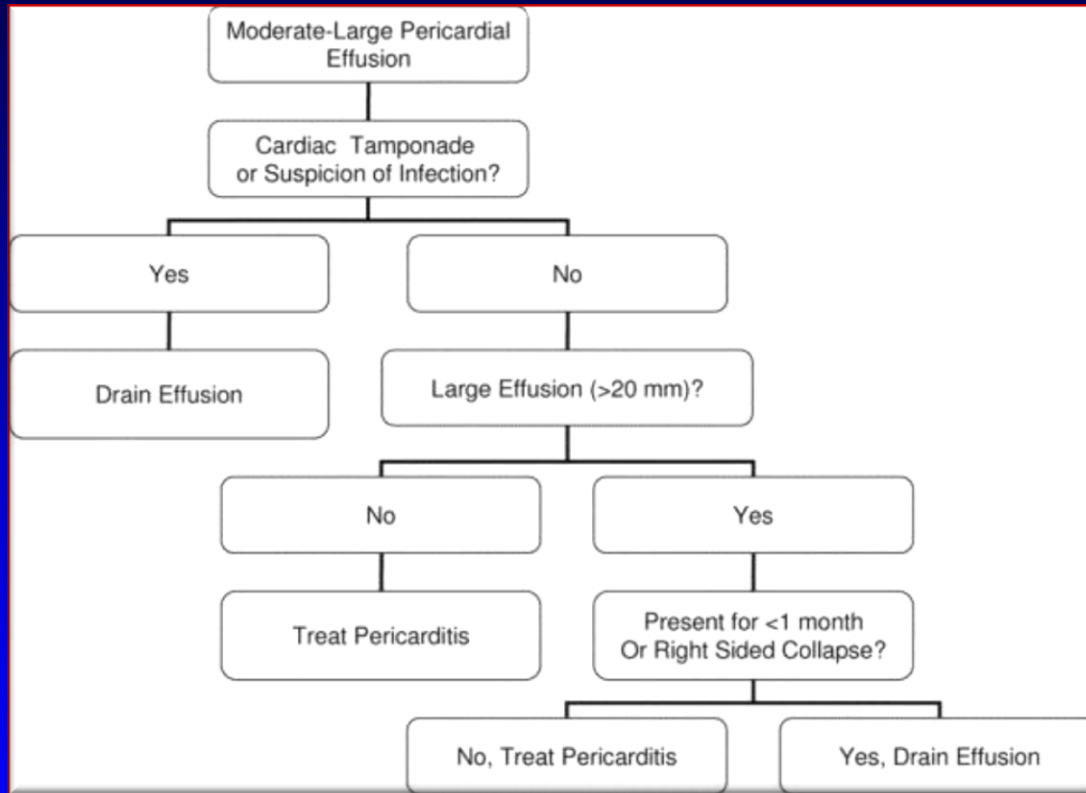 Moderate-Large Pericardial
Effusion
Cardiac Tamponade
or Suspicion of Infection?
Yes
No
Drain Effusion
Large Effusion (>20 mm)?
No
Yes
Treat Pericarditis
Present for <1 month
Or Right Sided Collapse?
No, Treat Pericarditis
Yes, Drain Effusion